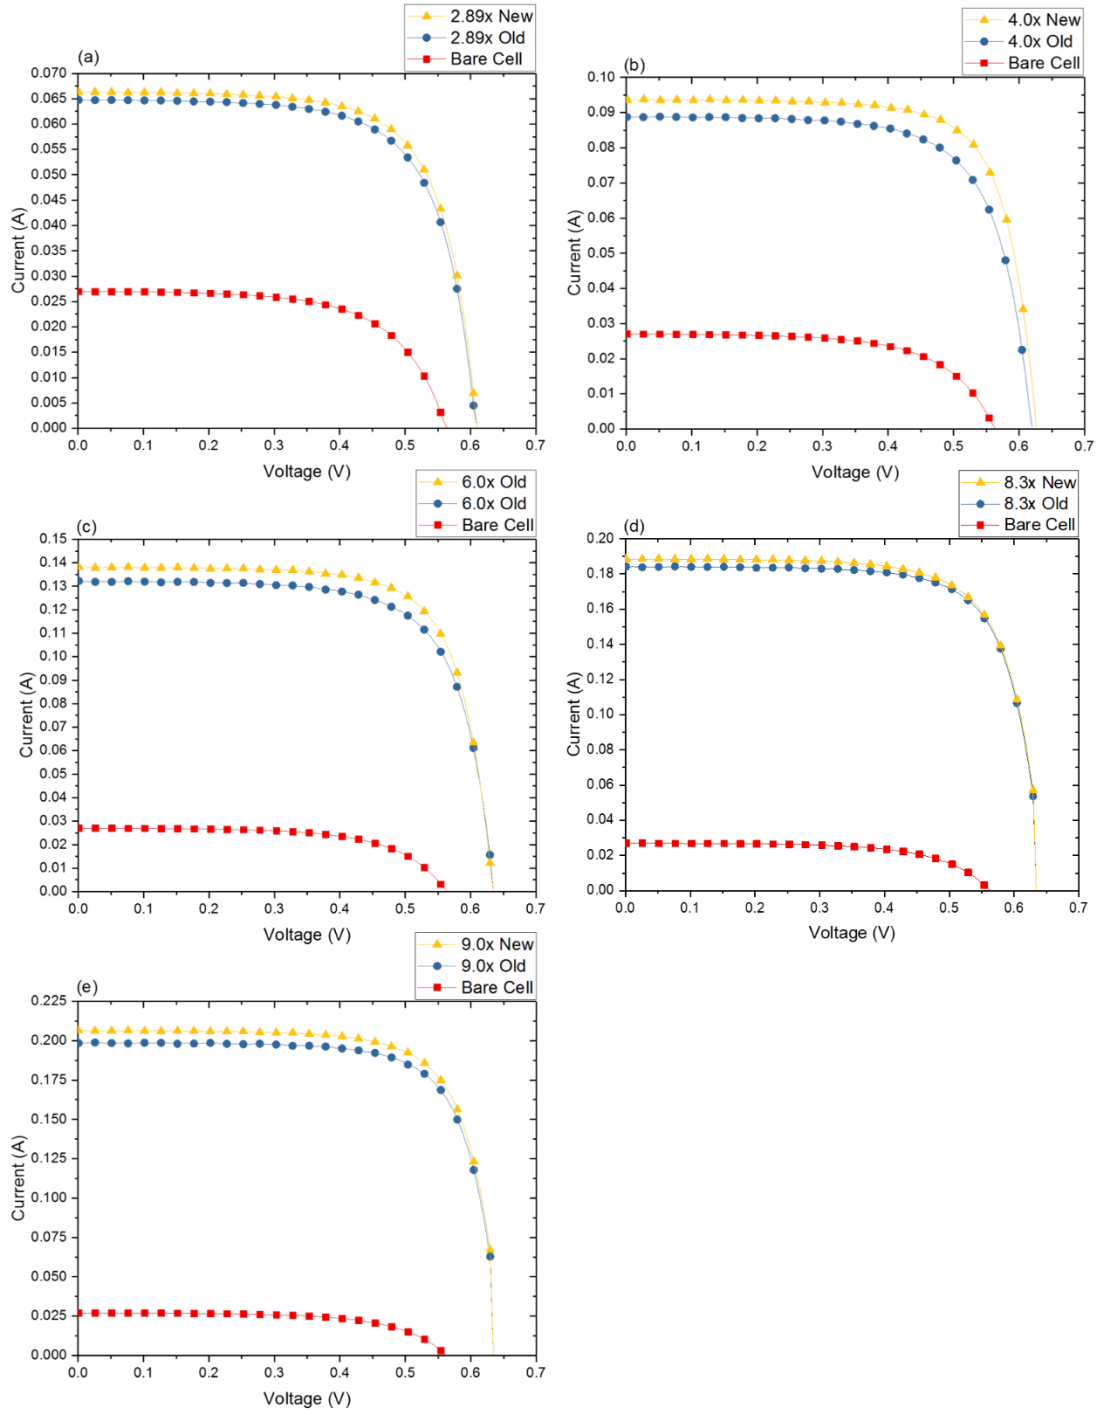 2.89x New
2.89x Old
Bare Cell
(a)
0.070
0.065
0.060
0.055
0.050
0.045
0.040
0.035
0.030
0.025
0.020
0.015
0.010
0.005
0.000
Current (A)
0.0 0.1 0.2 0.3 0.4 0.5 0.6 0.7
Voltage (V)
4.0x New
4.0x Old
Bare Cell
(b)
0.10
0.09
0.08
0.07
0.06
0.05
0.04
0.03
0.02
0.01
0.00
Current (A)
0.0 0.1 0.2 0.3 0.4 0.5 0.6 0.7
Voltage (V)
6.0x Old
6.0x Old
Bare Cell
(c)
0.15
0.14
0.13
0.12
0.11
0.10
0.09
0.08
0.07
0.06
0.05
0.04
0.03
0.02
0.01
0.00
Current (A)
0.0 0.1 0.2 0.3 0.4 0.5 0.6 0.7
Voltage (V)
8.3x New
8.3x Old
Bare Cell
(d)
0.20
0.18
0.16
0.14
0.12
0.10
0.08
0.06
0.04
0.02
0.00
Current (A)
0.0 0.1 0.2 0.3 0.4 0.5 0.6 0.7
Voltage (V)
9.0x New
9.0x Old
Bare Cell
(e)
0.225
0.200
0.175
0.150
0.125
0.100
0.075
0.050
0.025
0.000
Current (A)
0.0 0.1 0.2 0.3 0.4 0.5 0.6 0.7
Voltage (V)